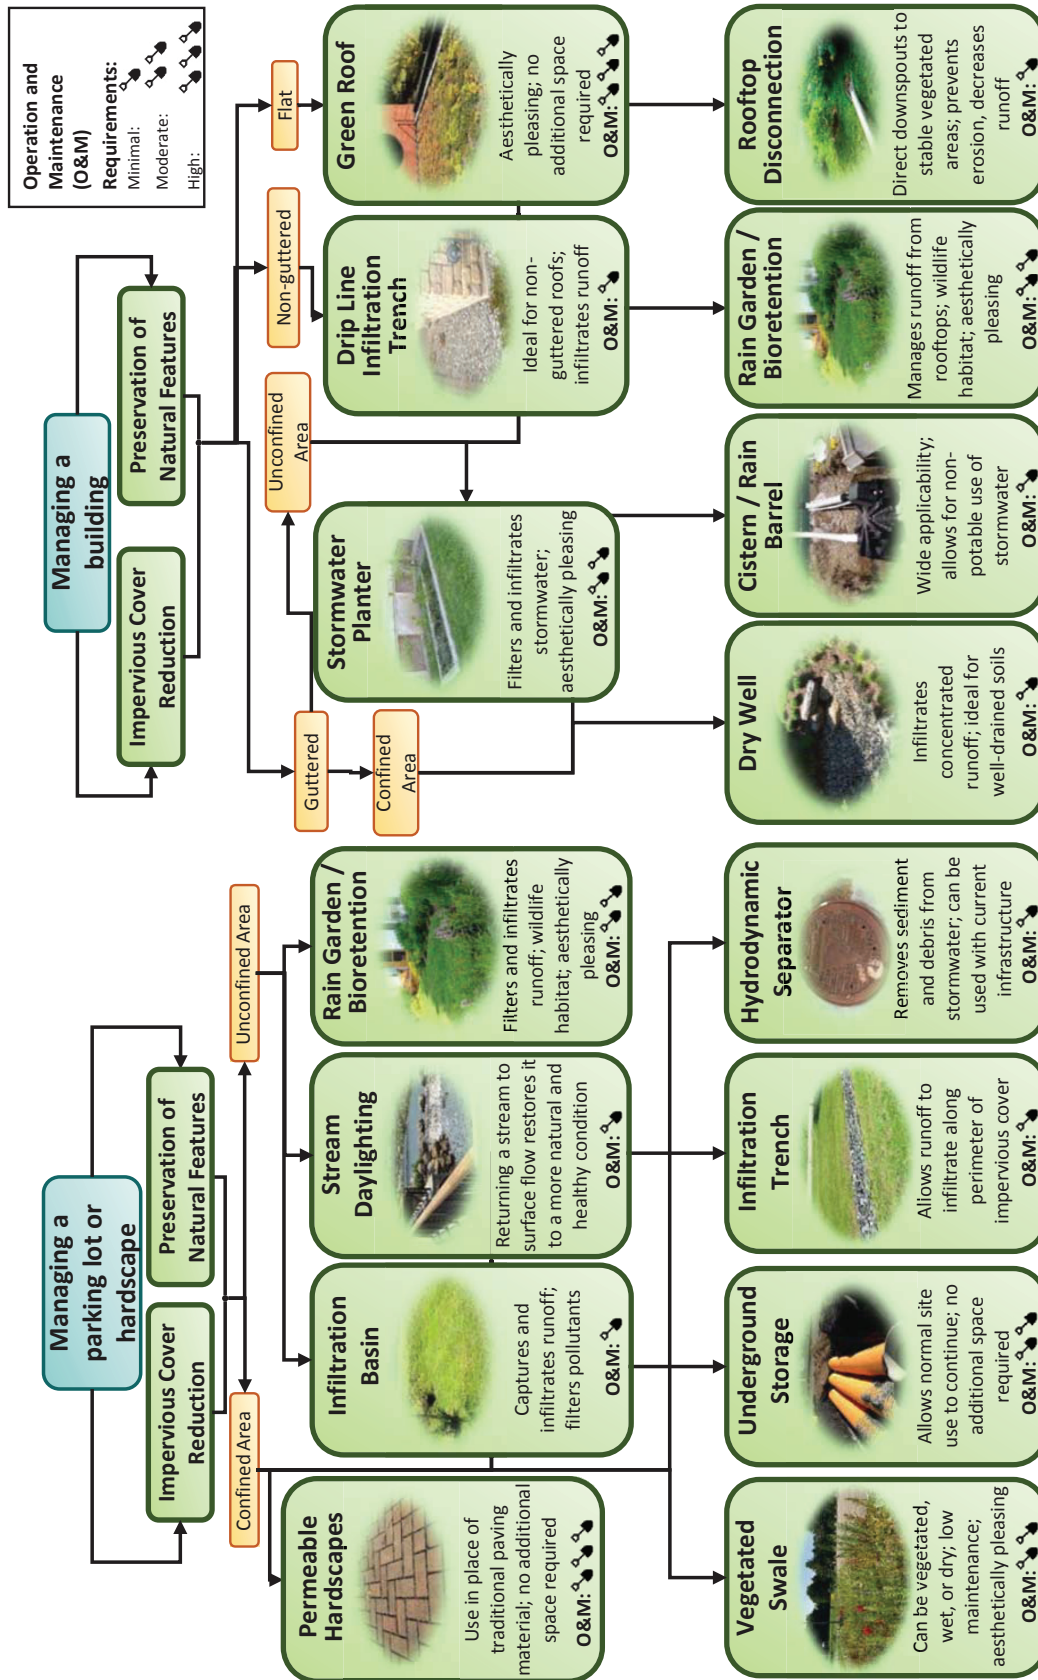 Managing a
parking lot or
hardscape
Impervious Cover
Reduction
Preservation of
Natural Features
Confined Area
Unconfined Area
Permeable
Hardscapes
Use in place of
traditional paving
material; no additional
space required
O&M:
Infiltration
Basin
Captures and
infiltrates runoff;
filters pollutants
O&M:
Stream
Daylighting
Returning a stream to
surface flow restores it
to a more natural and
healthy condition
O&M:
Rain Garden /
Bioretention
Filters and infiltrates
runoff; wildlife
habitat; aesthetically
pleasing
O&M:
Vegetated
Swale
Can be vegetated,
wet, or dry; low
maintenance;
aesthetically pleasing
O&M:
Underground
Storage
Allows normal site
use to continue; no
additional space
required
O&M:
Infiltration
Trench
Allows runoff to
infiltrate along
perimeter of
impervious cover
O&M:
Hydrodynamic
Separator
Removes sediment
and debris from
stormwater; can be
used with current
infrastructure
O&M:
Managing a
building
Impervious Cover
Reduction
Preservation of
Natural Features
Operation and
Maintenance
(O&M)
Requirements:
Minimal:
Moderate:
High:
Guttered
Confined
Area
Unconfined
Area
Non-guttered
Flat
Stormwater
Planter
Filters and infiltrates
stormwater;
aesthetically pleasing
O&M:
Drip Line
Infiltration
Trench
Ideal for non-
guttered roofs;
infiltrates runoff
O&M:
Green Roof
Aesthetically
pleasing; no
additional space
required
O&M:
Dry Well
Infiltrates
concentrated
runoff; ideal for
well-drained soils
O&M:
Cistern / Rain
Barrel
Wide applicability;
allows for non-
potable use of
stormwater
O&M:
Rain Garden /
Bioretention
Manages runoff from
rooftops; wildlife
habitat; aesthetically
pleasing
O&M:
Rooftop
Disconnection
Direct downspouts to
stable vegetated
areas; prevents
erosion, decreases
runoff
O&M: